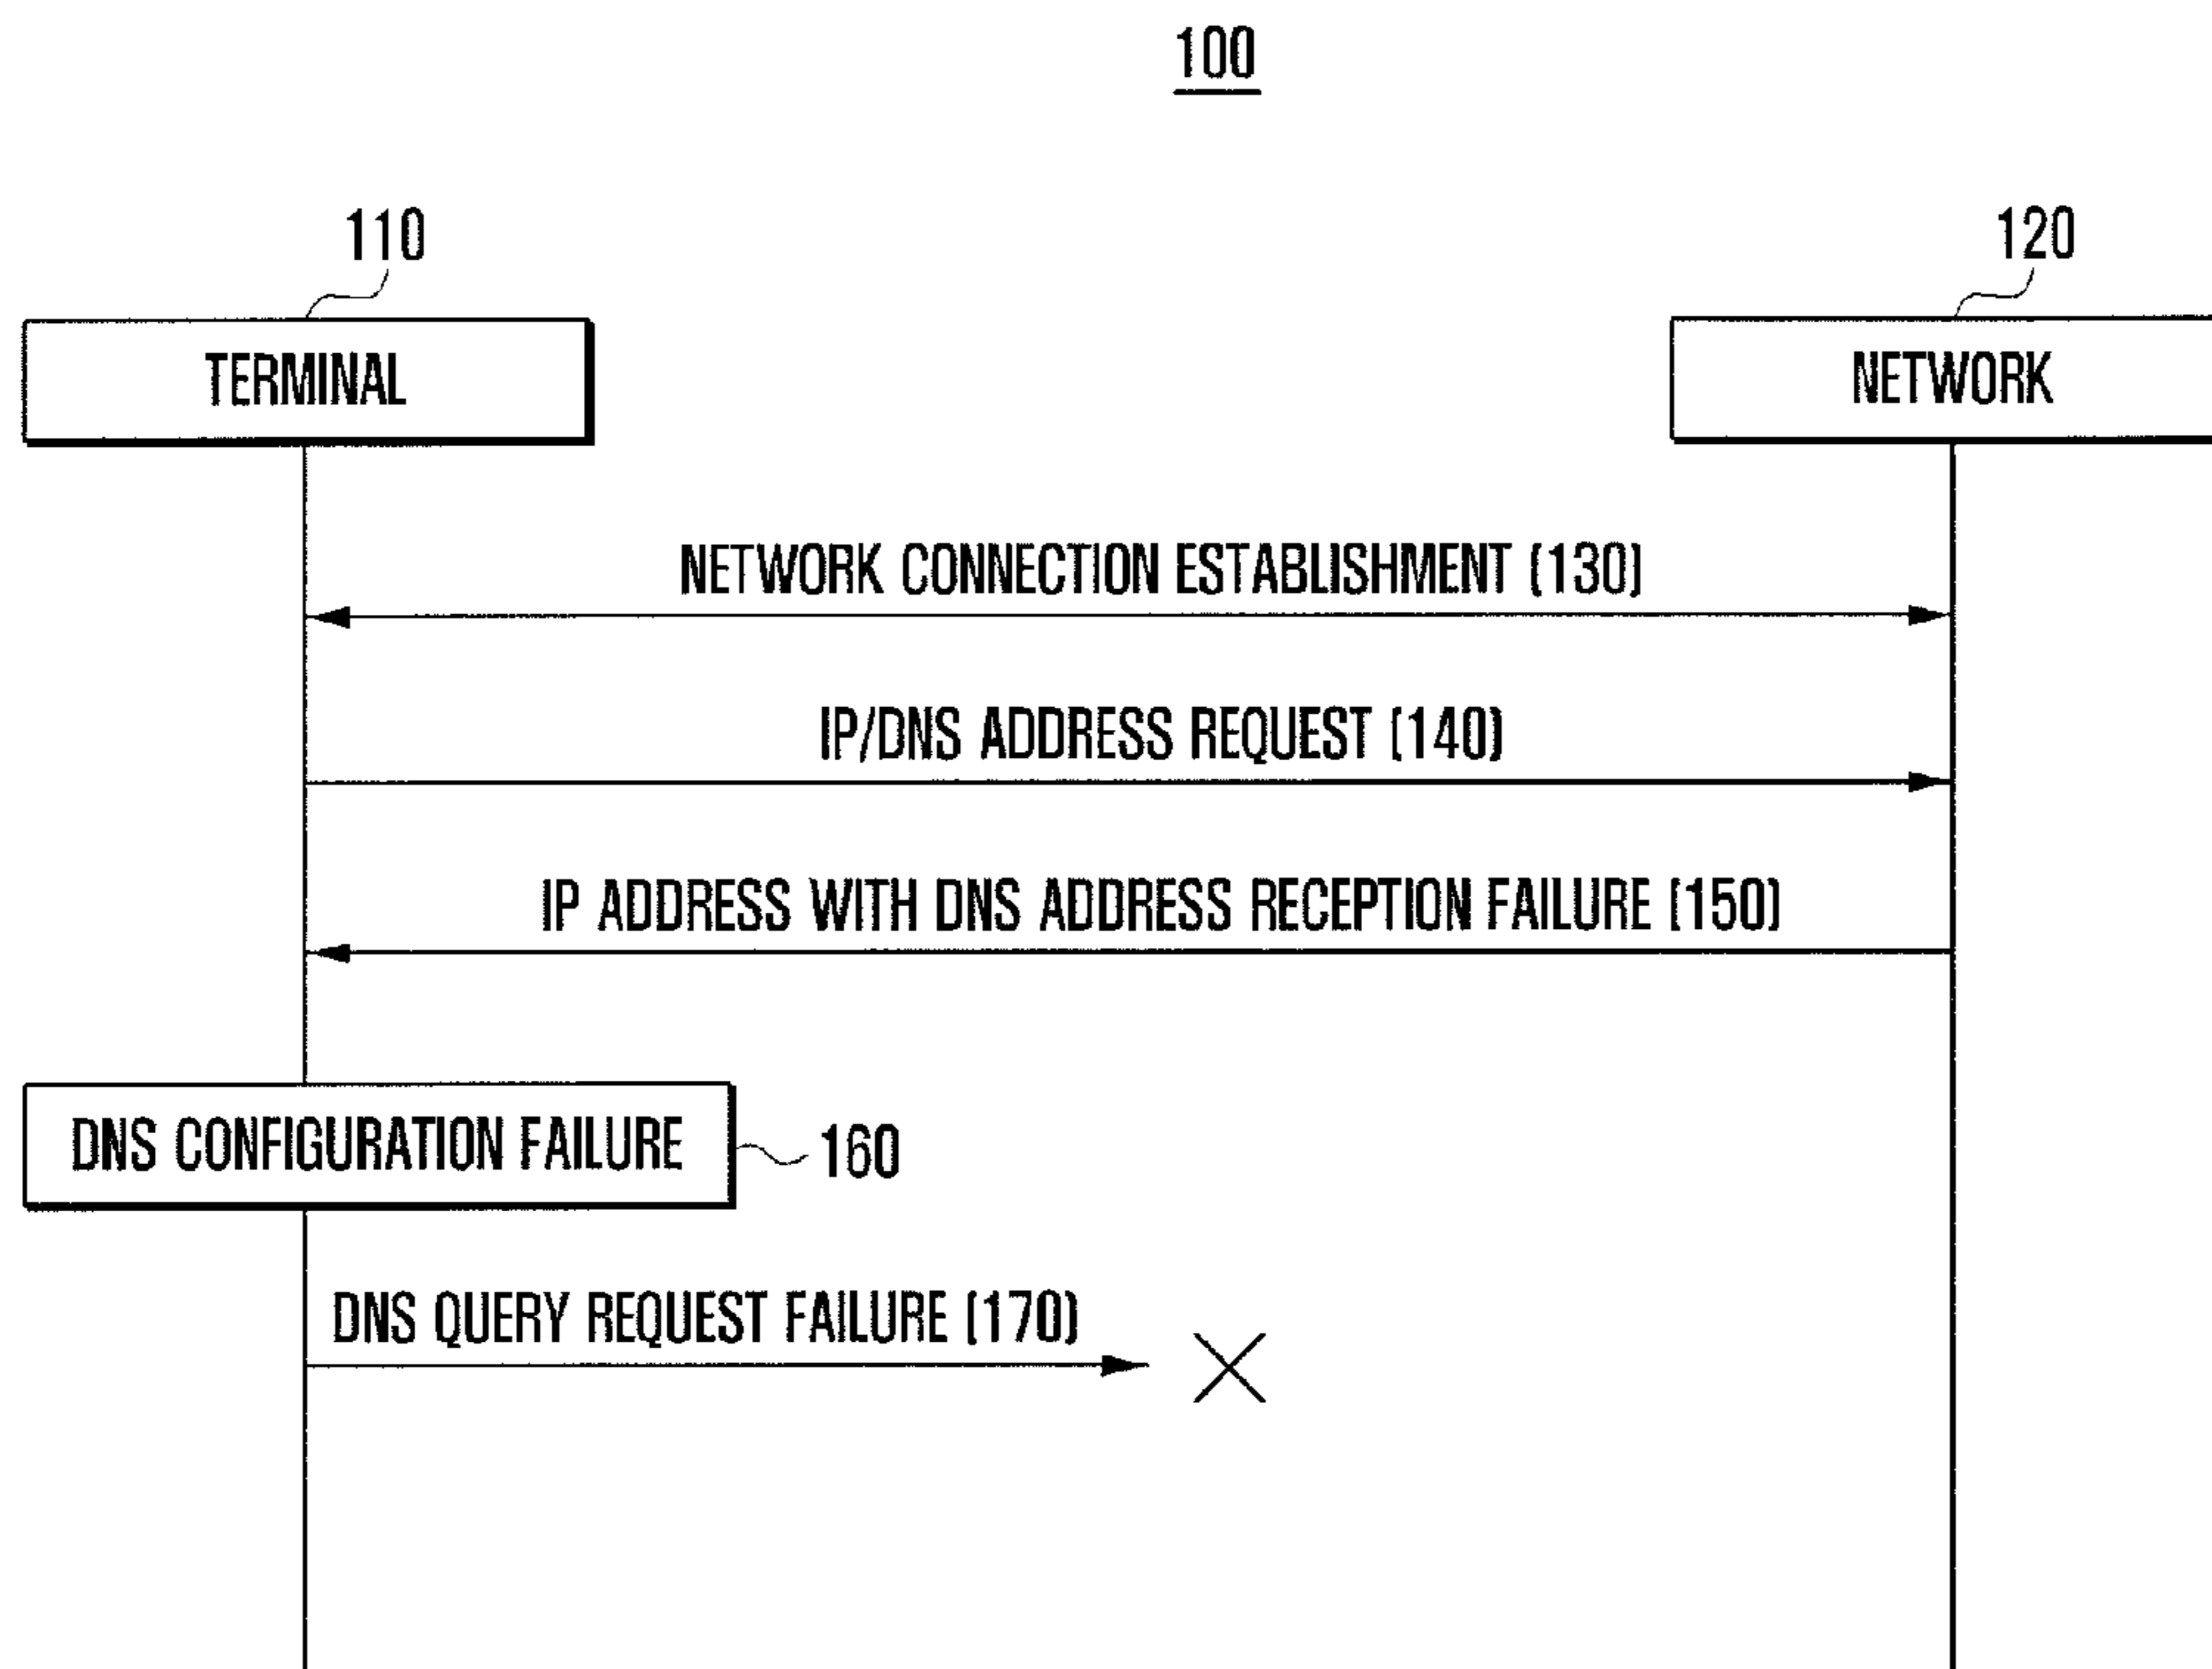 100
110
120
TERMINAL
NETWORK
NETWORK CONNECTION ESTABLISHMENT (130)
IP/DNS ADDRESS REQUEST (140)
IP ADDRESS WITH DNS ADDRESS RECEPTION FAILURE (150)
DNS CONFIGURATION FAILURE
160
DNS QUERY REQUEST FAILURE (170)